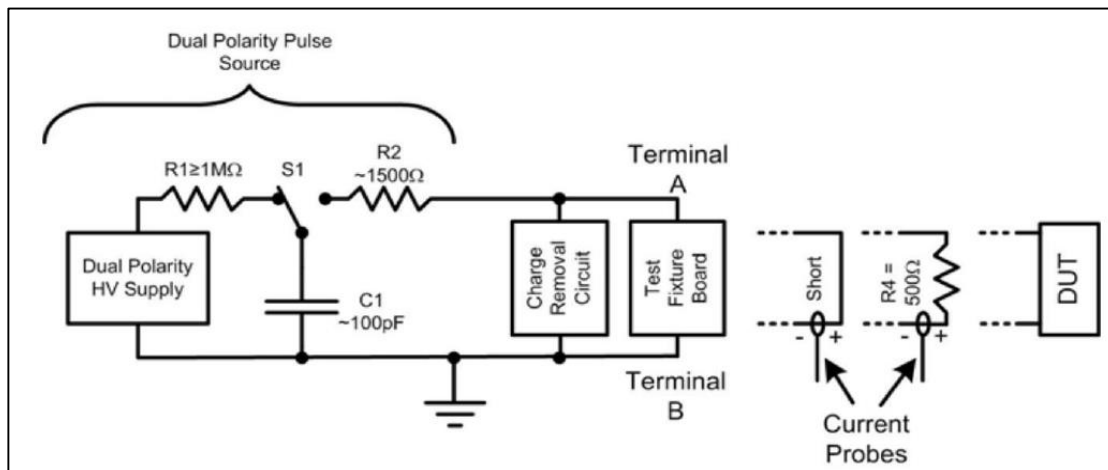 Dual Polarity Pulse
Source
R1≥1MΩ
S1
R2
~1500Ω
Terminal
A
Dual Polarity
HV Supply
C1
~100pF
Charge
Removal
Circuit
Test
Fixture
Board
Short
- +
R4 =
500Ω
- +
DUT
Terminal
B
Current
Probes